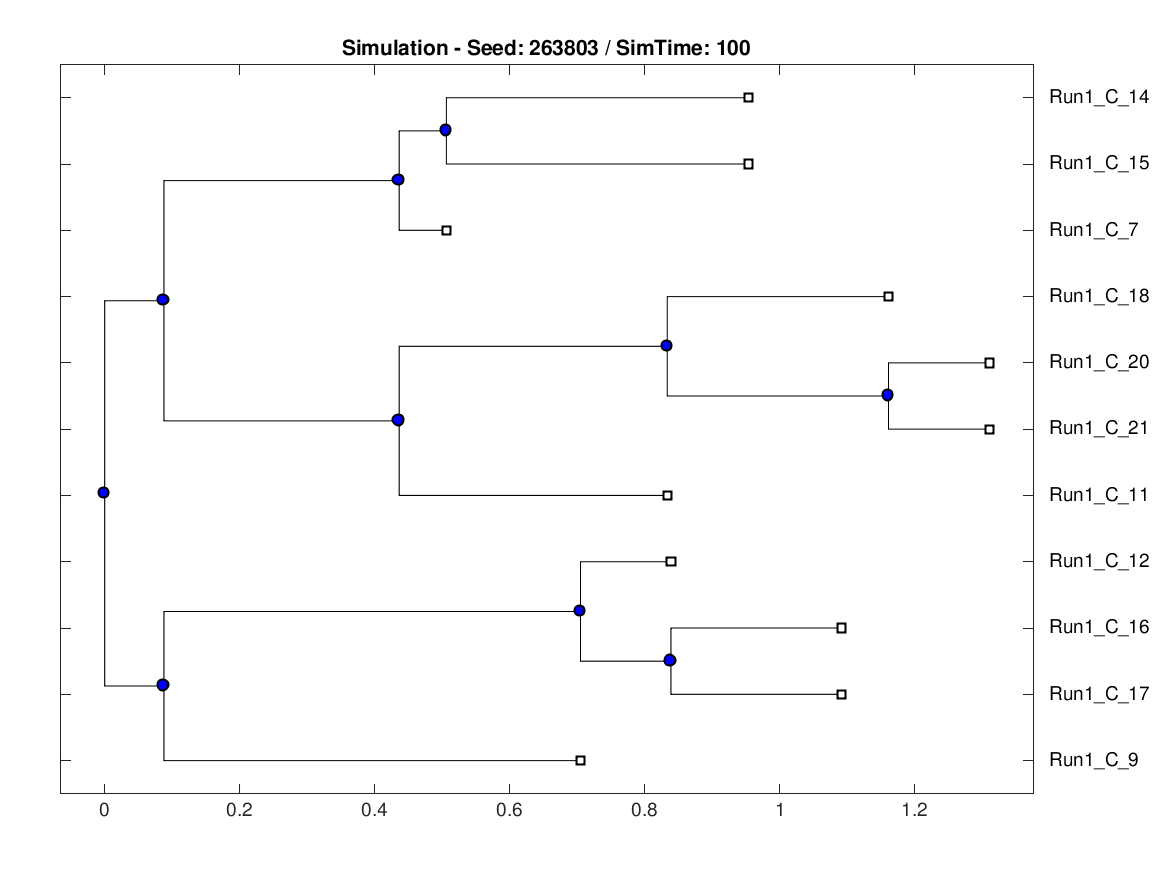 Simulation - Seed: 263803 / SimTime: 100
Run1_C_14
Run1_C_15
Run1_C_7
Run1_C_18
Run1_C_20
Run1_C_21
Run1_C_11
Run1_C_12
Run1_C_16
Run1_C_17
Run1_C_9
0 0.2 0.4 0.6 0.8 1 1.2